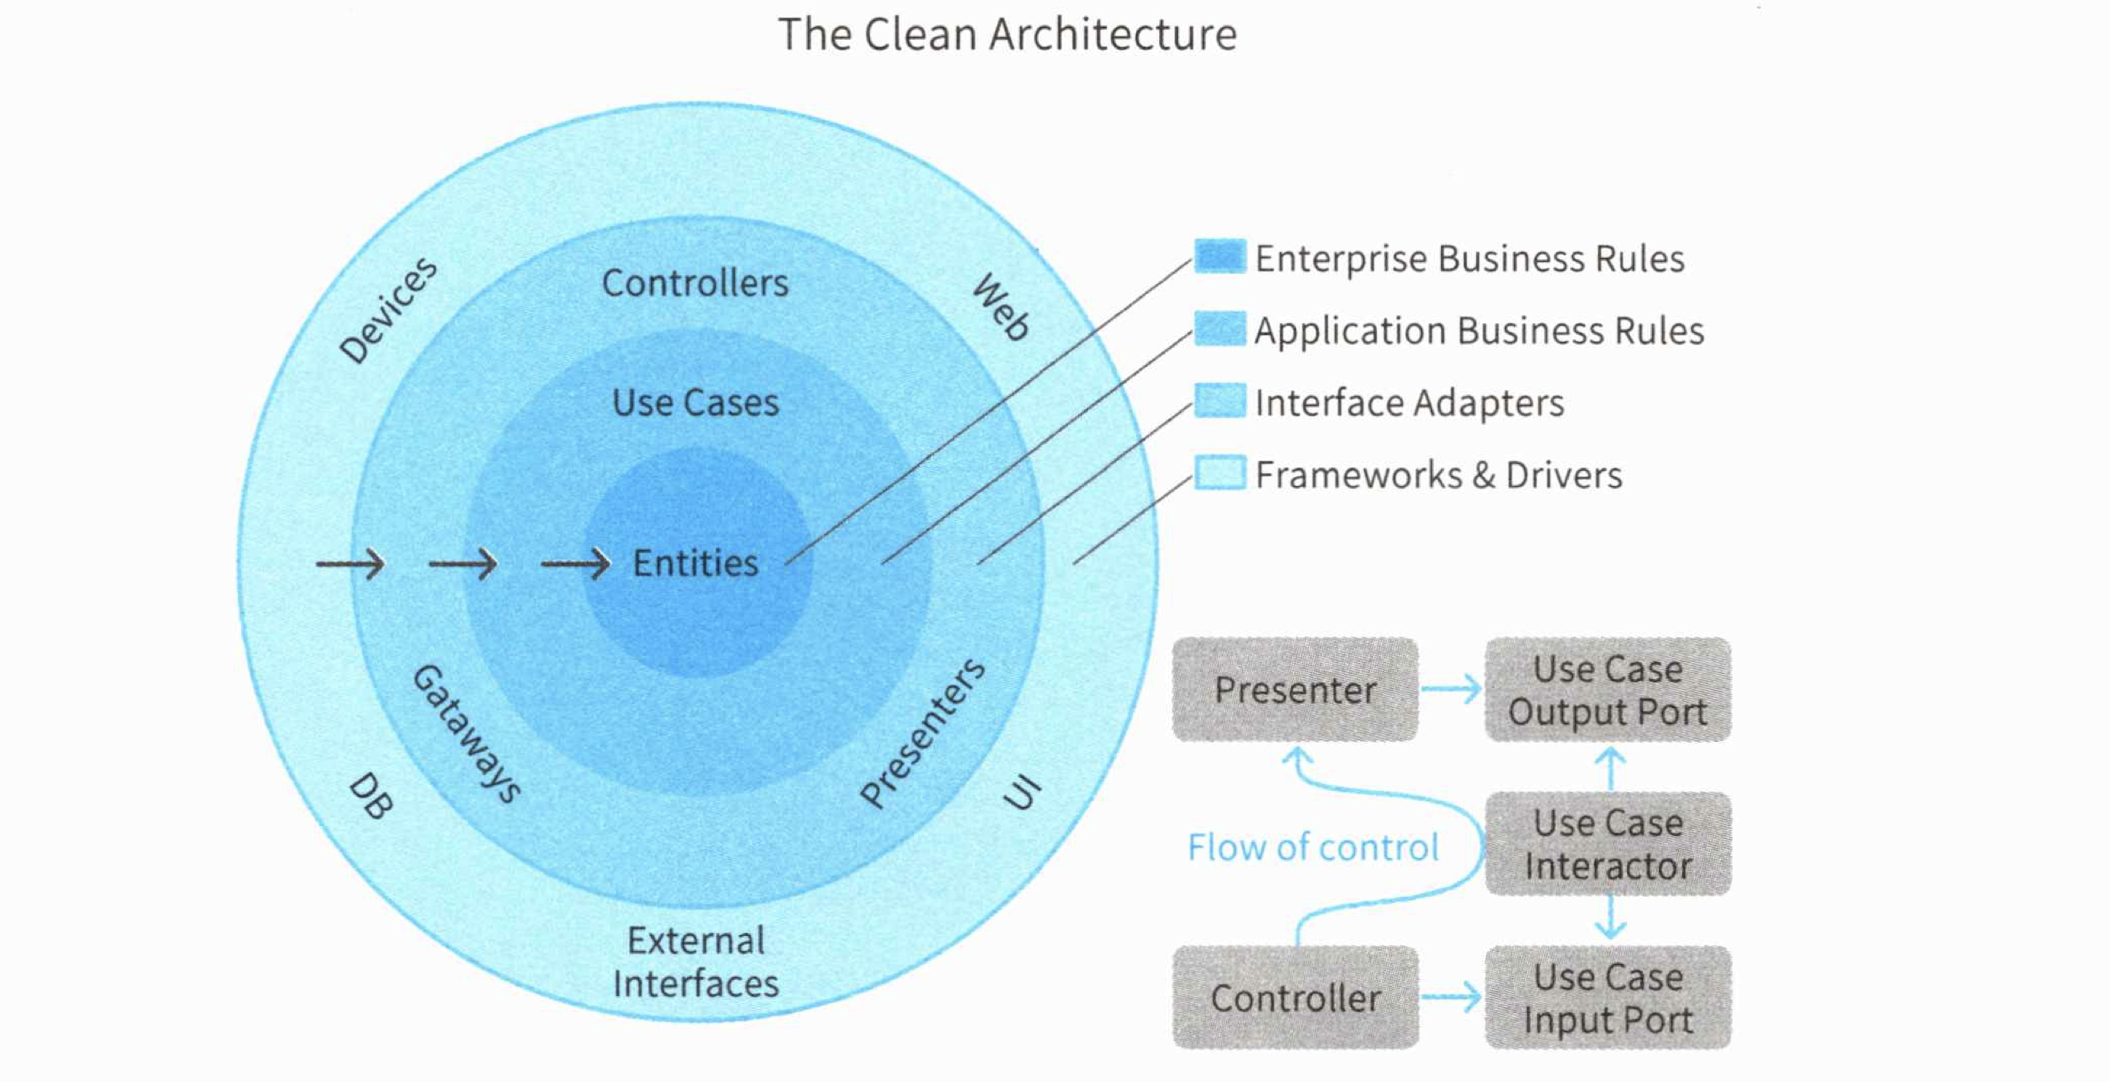 The Clean Architecture
Devices
Controllers
Web
Use Cases
Entities
Gataways
Presenters
DB
UI
External
Interfaces
Enterprise Business Rules
Application Business Rules
Interface Adapters
Frameworks & Drivers
Presenter
Use Case
Output Port
Flow of control
Use Case
Interactor
Controller
Use Case
Input Port